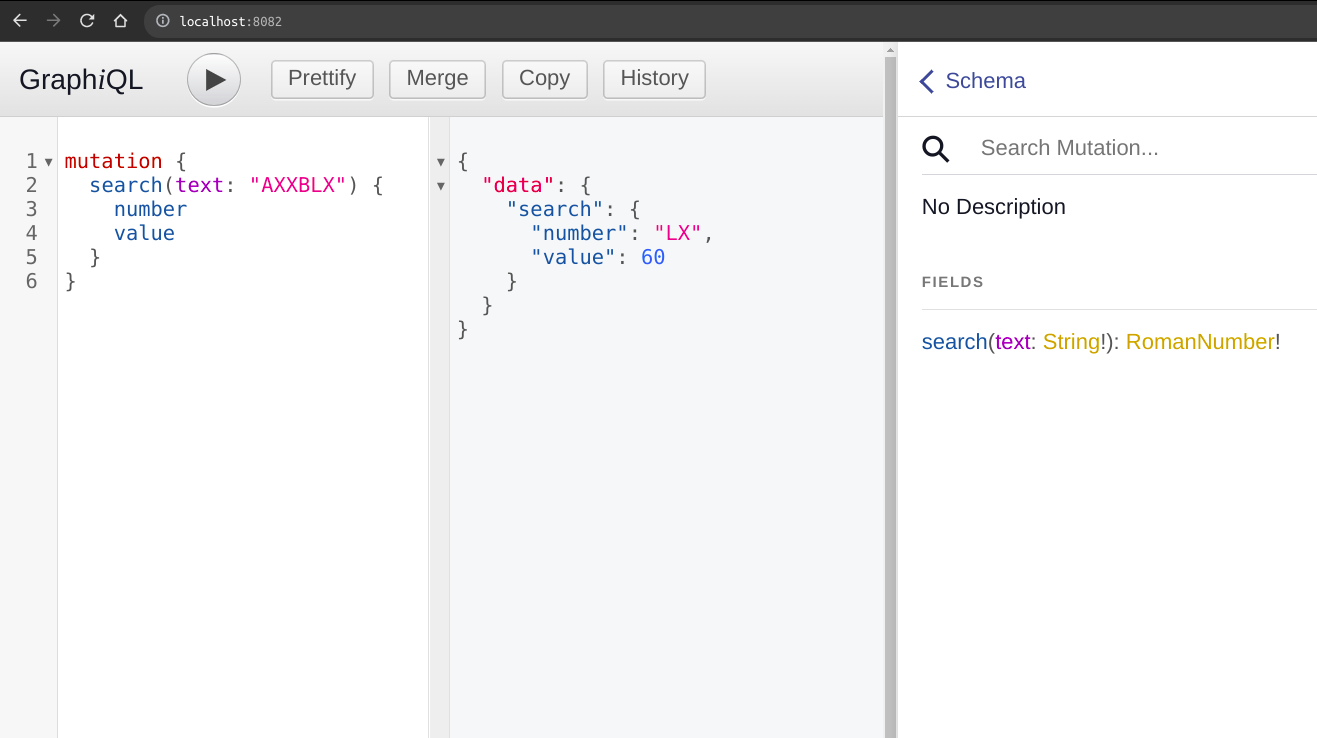 localhost:8082
GraphiQL
Prettify
Merge
Copy
History
1 mutation {
2   search(text: "AXXBLX") {
3     number
4     value
5   }
6 }
{
  "data": {
    "search": {
      "number": "LX",
      "value": 60
    }
  }
}
Schema
Search Mutation...
No Description
FIELDS
search(text: String!): RomanNumber!